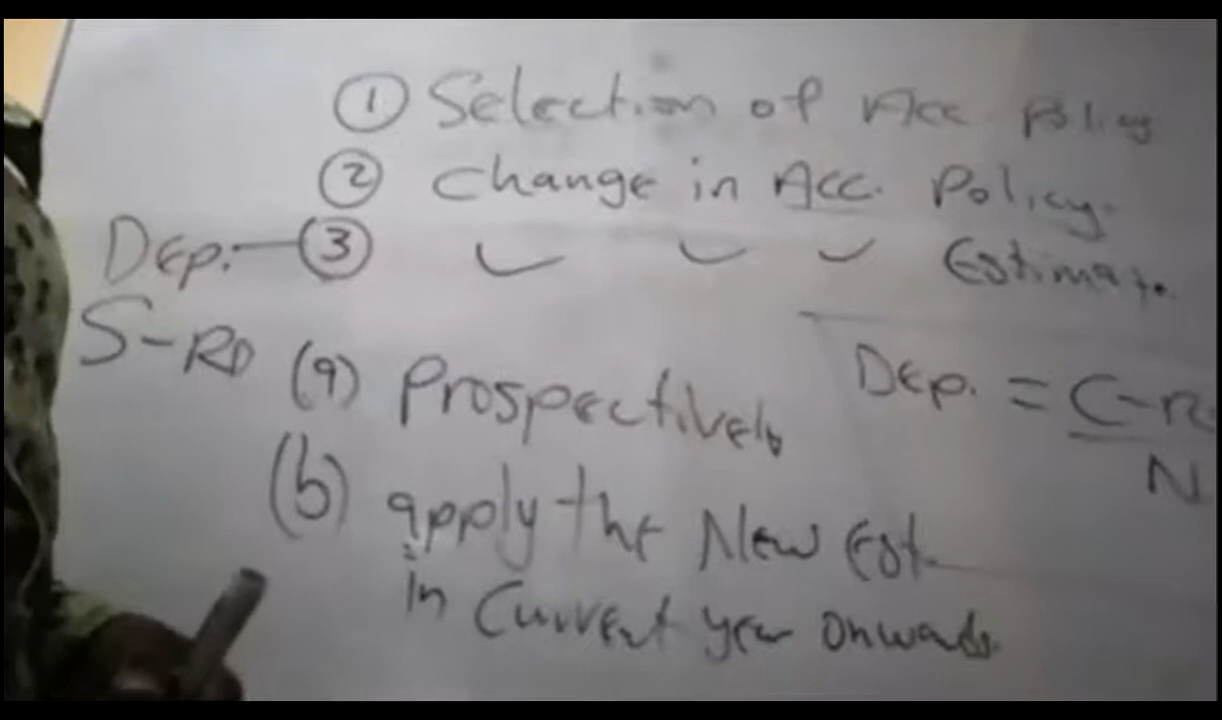 ① Selection of Acc Policy
② Change in Acc. Policy.
Dep. — ③ ✓ ✓ ✓ Estimate
S-RD
(a) Prospectively
Dep. = C-R
N
(b) apply the New Est.
in Current year Onwards.